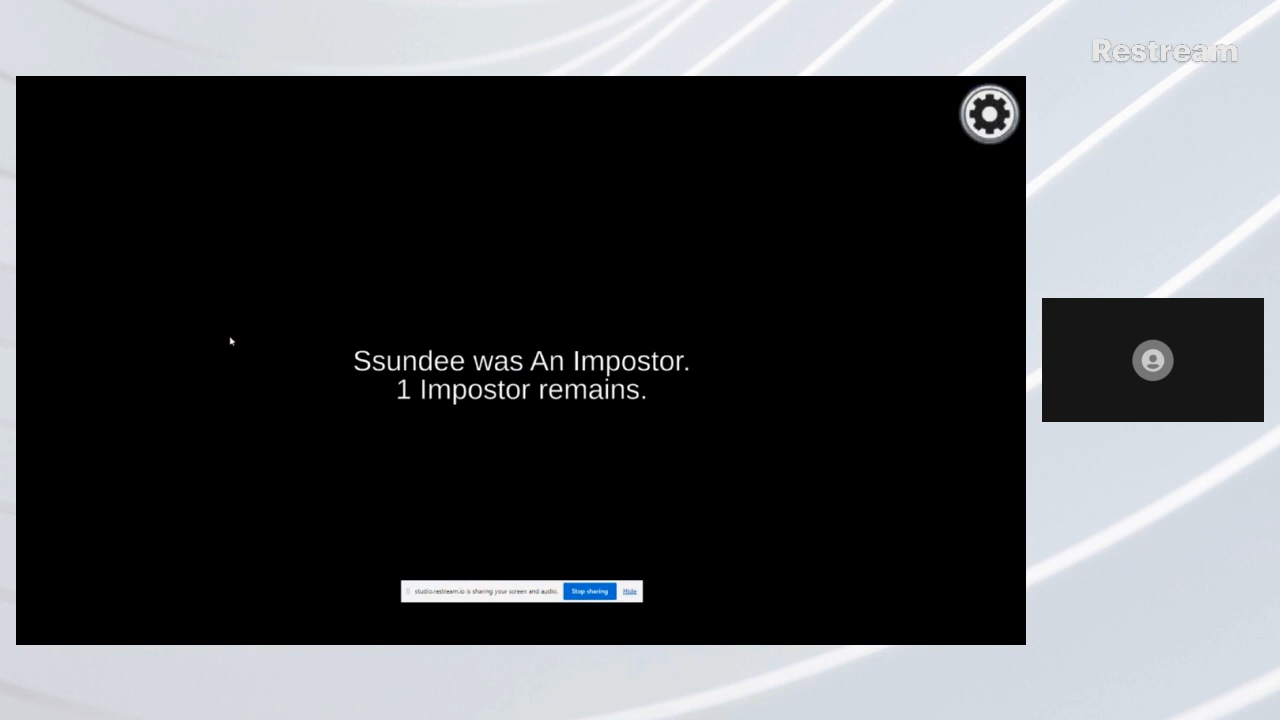 Restream
Ssundee was An Impostor.
1 Impostor remains.
studio.restream.io is sharing your screen and audio. Stop sharing Hide